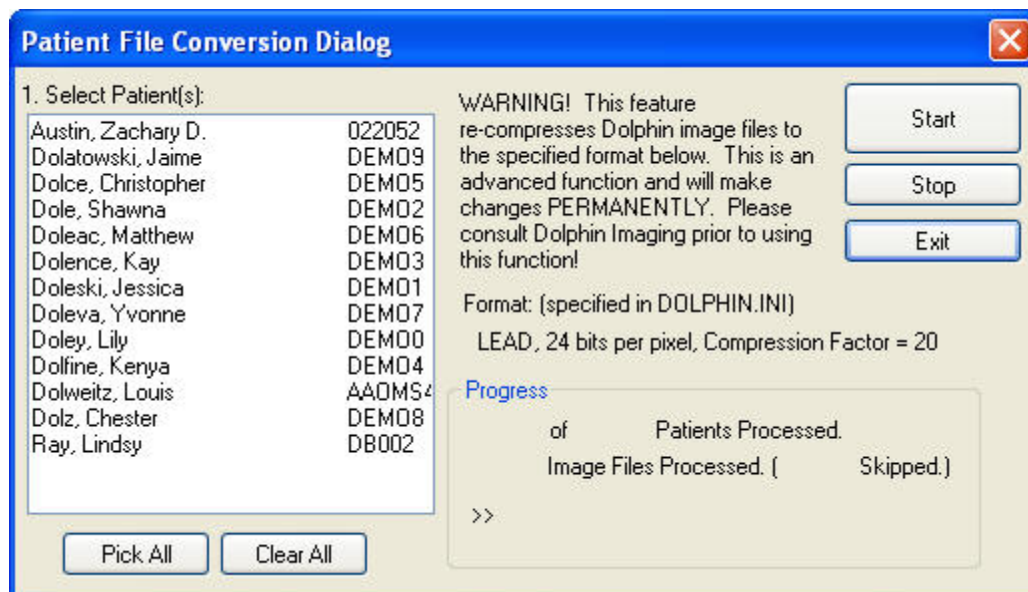 Patient File Conversion Dialog
1. Select Patient(s):
Austin, Zachary D. 022052
Dolatowski, Jaime DEMO9
Dolce, Christopher DEMO5
Dole, Shawna DEMO2
Doleac, Matthew DEMO6
Dolence, Kay DEMO3
Doleski, Jessica DEMO1
Doleva, Yvonne DEMO7
Doley, Lily DEMO0
Dolfine, Kenya DEMO4
Dolweitz, Louis AAOMS4
Dolz, Chester DEMO8
Ray, Lindsy DB002
Pick All
Clear All
WARNING! This feature
re-compresses Dolphin image files to
the specified format below. This is an
advanced function and will make
changes PERMANENTLY. Please
consult Dolphin Imaging prior to using
this function!
Start
Stop
Exit
Format: (specified in DOLPHIN.INI)
LEAD, 24 bits per pixel, Compression Factor = 20
Progress
of Patients Processed.
Image Files Processed. ( Skipped.)
>>